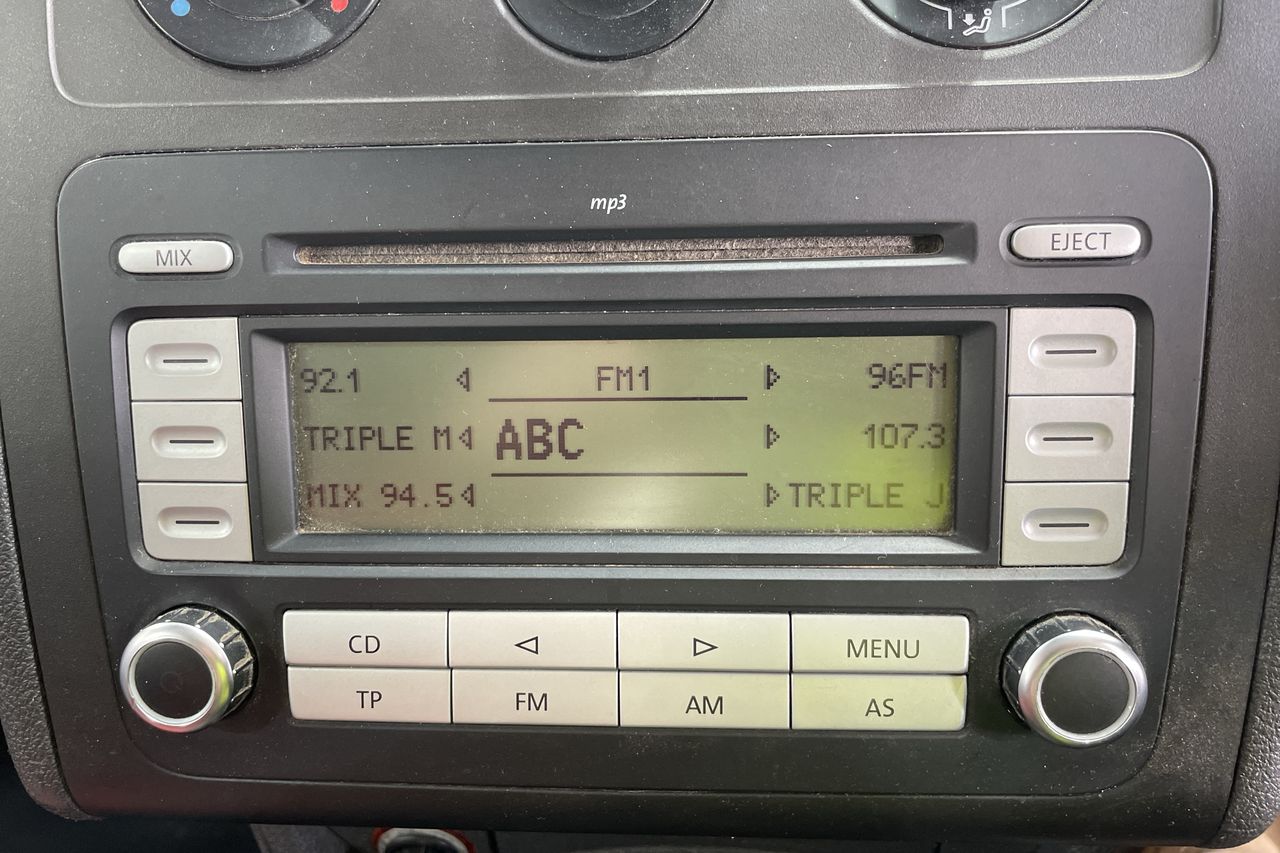 mp3
MIX
EJECT
92.1 FM1 96FM
TRIPLE M ABC 107.3
MIX 94.5 TRIPLE J
CD MENU
TP FM AM AS